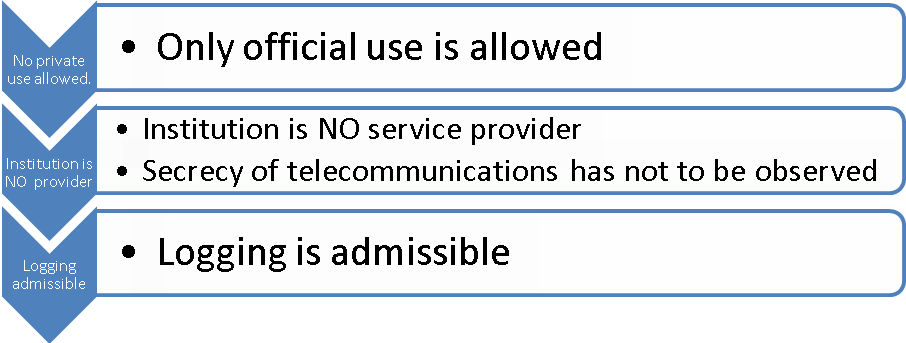 No private
use allowed.
• Only official use is allowed
Institution is
NO provider
• Institution is NO service provider
• Secrecy of telecommunications has not to be observed
Logging
admissible
• Logging is admissible